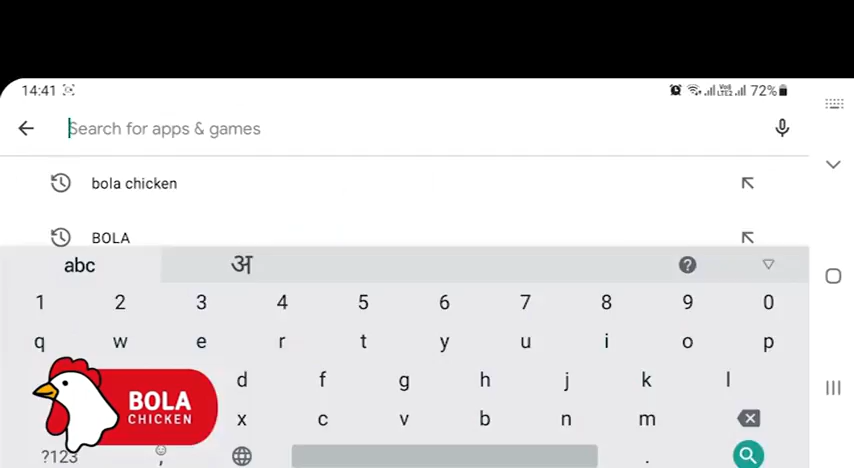 14:41 72%
Search for apps & games
bola chicken
BOLA
abc अ ?
1 2 3 4 5 6 7 8 9 0
q w e r t y u i o p
d f g h j k l
x c v b n m
BOLA
CHICKEN
?123 , .